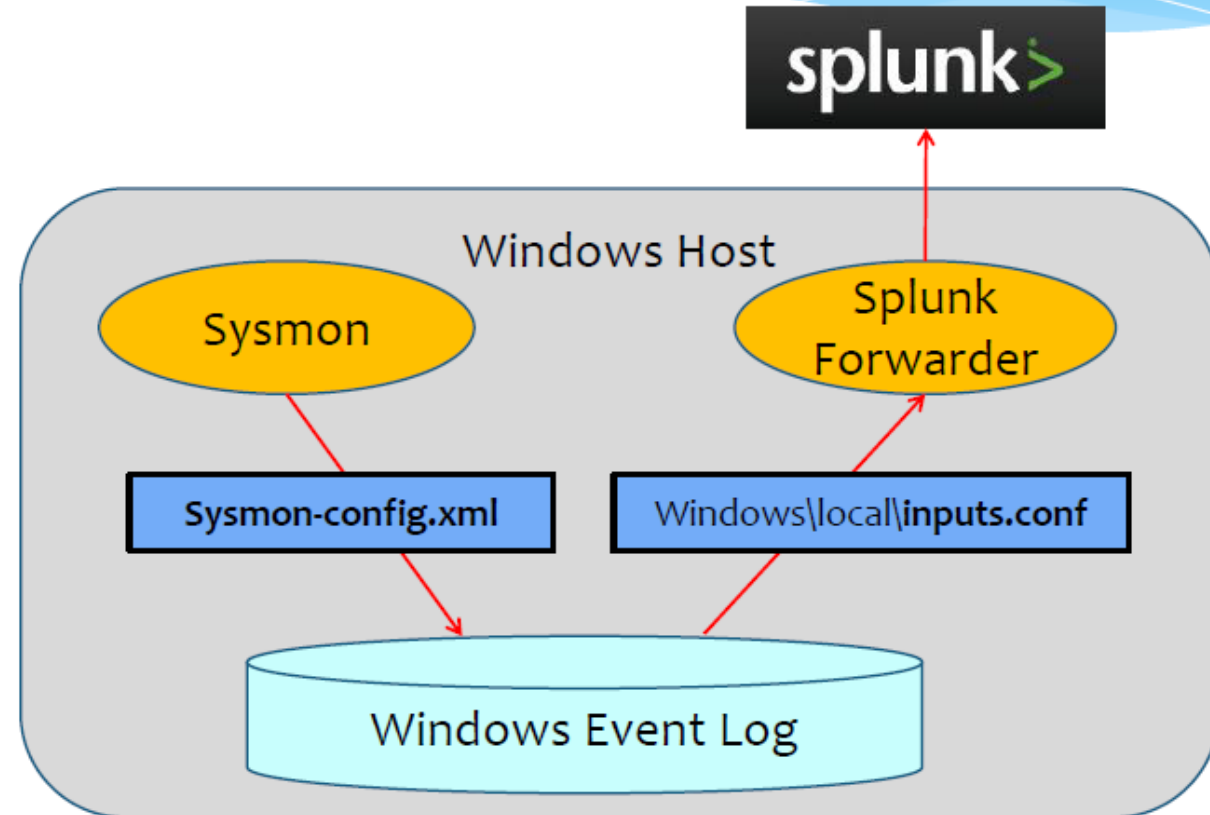 splunk>
Windows Host
Sysmon
Splunk
Forwarder
Sysmon-config.xml
Windows\local\inputs.conf
Windows Event Log